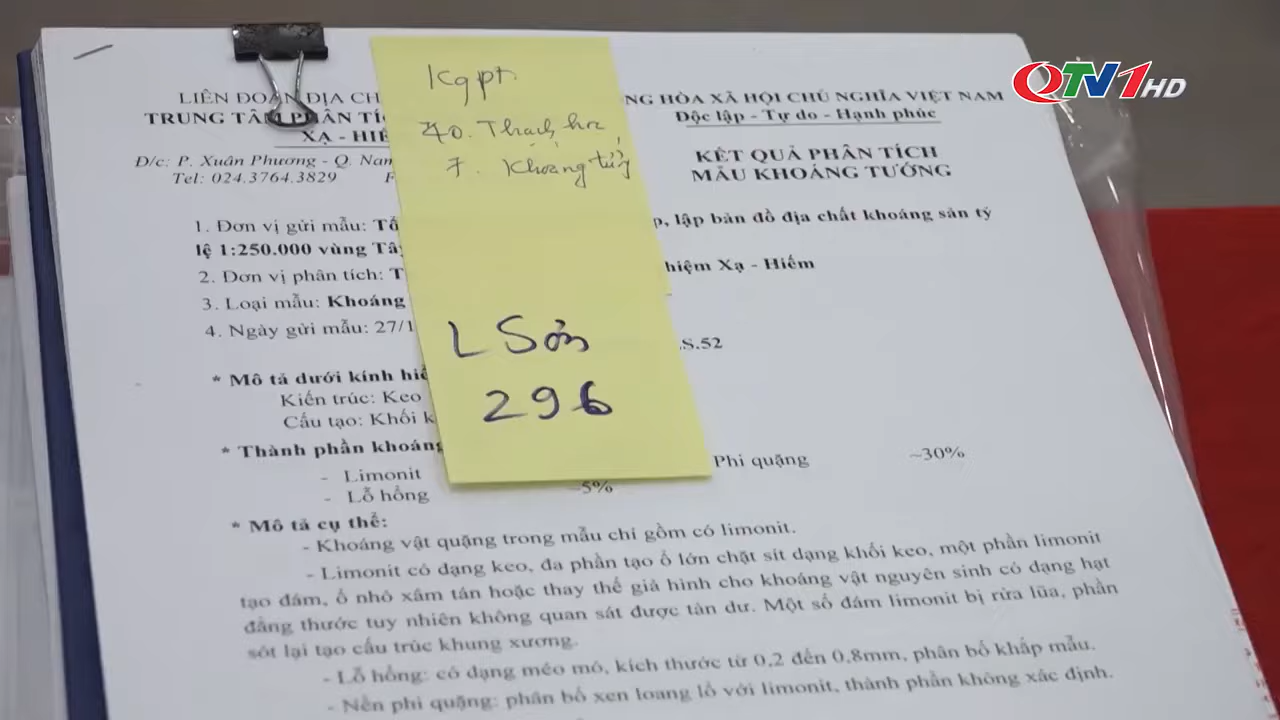 QTV1 HD
Kqpt
40. Thạch học
7. Khoáng tướng
L Sơn
296
LIÊN ĐOÀN ĐỊA CH
TRUNG TÂM PHÂN TÍC
XẠ - HIẾ
Đ/c: P. Xuân Phương - Q. Nam
Tel: 024.3764.3829 F
NG HÒA XÃ HỘI CHỦ NGHĨA VIỆT NAM
Độc lập - Tự do - Hạnh phúc
KẾT QUẢ PHÂN TÍCH
MẪU KHOÁNG TƯỚNG
1. Đơn vị gửi mẫu: Tổ p, lập bản đồ địa chất khoáng sản tỷ
lệ 1:250.000 vùng Tâ
2. Đơn vị phân tích: T hiệm Xạ - Hiếm
3. Loại mẫu: Khoáng
4. Ngày gửi mẫu: 27/1 .S.52
* Mô tả dưới kính hiể
Kiến trúc: Keo
Cấu tạo: Khối k
* Thành phần khoáng
- Limonit Phi quặng ~30%
- Lỗ hổng ~5%
* Mô tả cụ thể:
- Khoáng vật quặng trong mẫu chỉ gồm có limonit.
- Limonit có dạng keo, đa phần tạo ổ lớn chặt sít dạng khối keo, một phần limonit
tạo đám, ổ nhỏ xâm tán hoặc thay thế giả hình cho khoáng vật nguyên sinh có dạng hạt
đẳng thước tuy nhiên không quan sát được tàn dư. Một số đám limonit bị rửa lũa, phần
sót lại tạo cấu trúc khung xương.
- Lỗ hổng: có dạng méo mó, kích thước từ 0,2 đến 0,8mm, phân bố khắp mẫu.
- Nền phi quặng: phân bố xen loang lổ với limonit, thành phần không xác định.